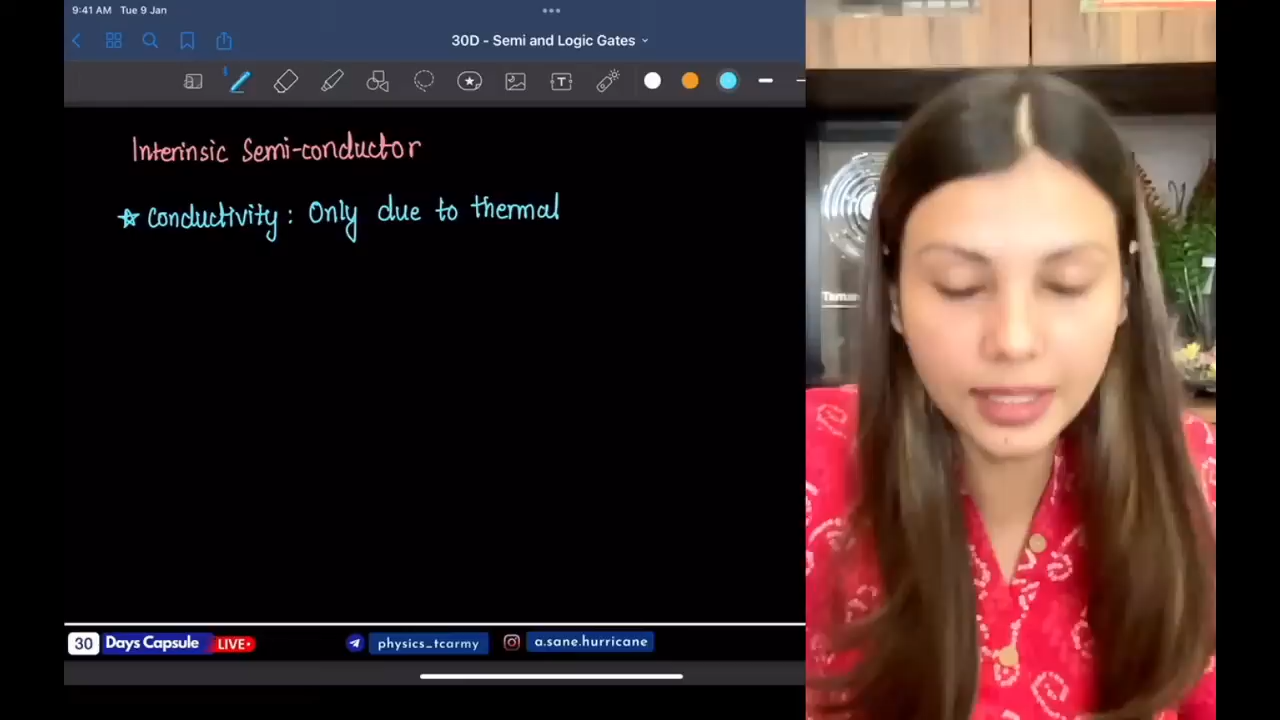 9:41 AM Tue 9 Jan
30D - Semi and Logic Gates
T
Interinsic Semi-conductor
☆ Conductivity: Only due to thermal
30 Days Capsule LIVE
physics_tcarmy
a.sane.hurricane